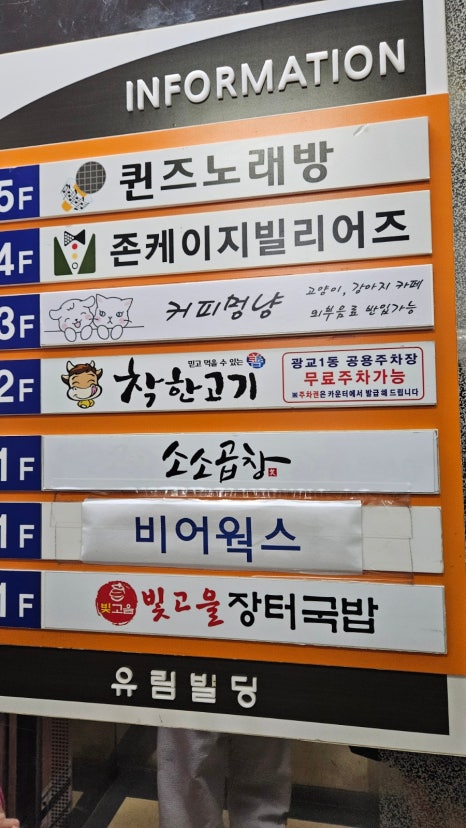 INFORMATION
5F 퀸즈노래방
4F 존케이지빌리어즈
3F 커피멍냥 고양이, 강아지 카페
외부음료 반입가능
2F 믿고 먹을 수 있는
착한고기
광교1동 공용주차장
무료주차가능
※주차권은 카운터에서 발급해 드립니다
1F 소소곱창
1F 비어웍스
1F 빛고을 빛고을 장터국밥
유림빌딩